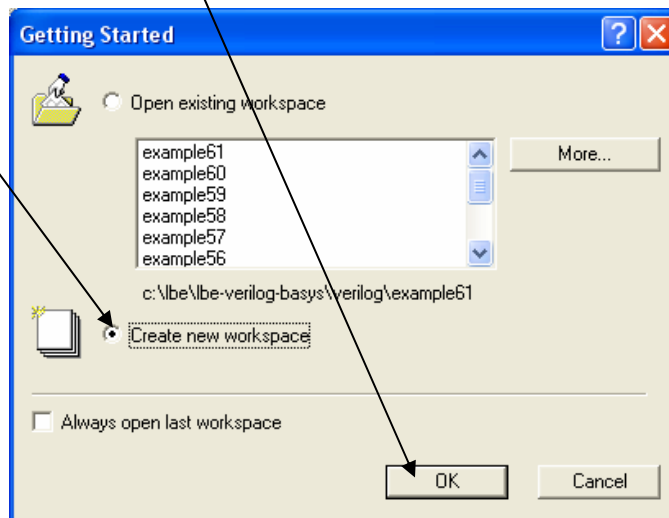 Getting Started
Open existing workspace
example61
More...
example60
example59
example58
example57
example56
c:\lbe\lbe-verilog-basys\verilog\example61
Create new workspace
Always open last workspace
OK
Cancel